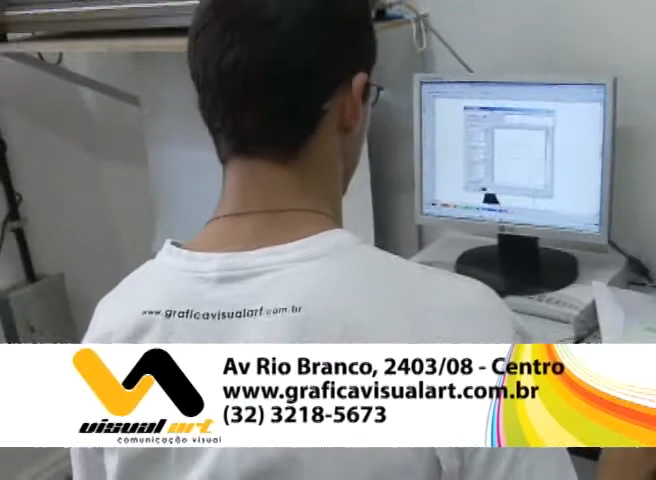 www.graficavisualart.com.br
Av Rio Branco, 2403/08 - Centro
www.graficavisualart.com.br
(32) 3218-5673
visual art
comunicação visual